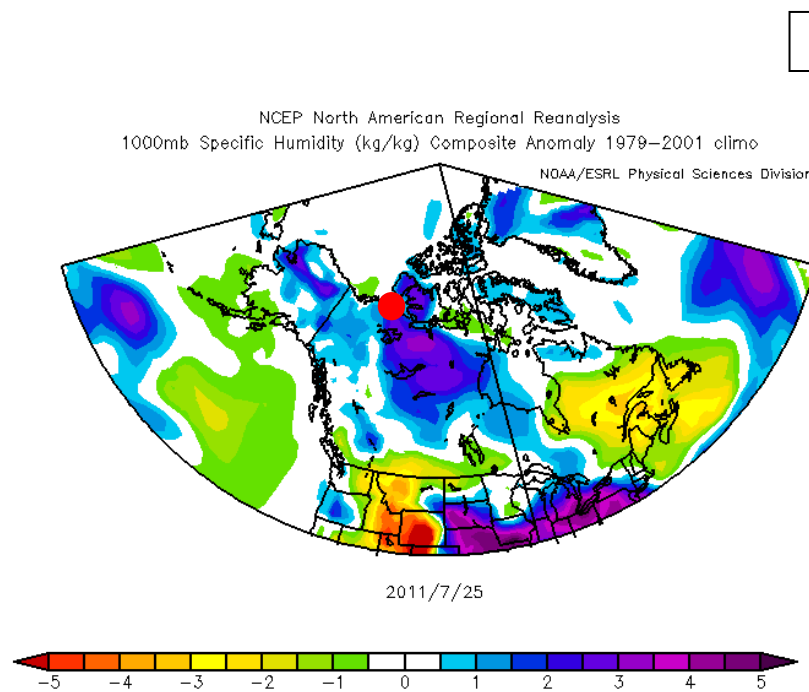 NCEP North American Regional Reanalysis
1000mb Specific Humidity (kg/kg) Composite Anomaly 1979-2001 climo
NOAA/ESRL Physical Sciences Division
2011/7/25
-5 -4 -3 -2 -1 0 1 2 3 4 5